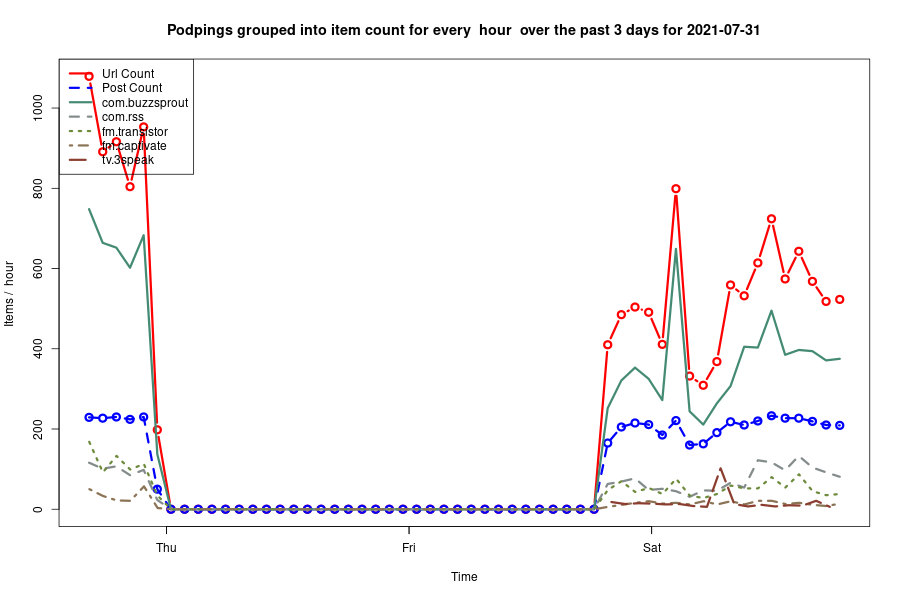 Podpings grouped into item count for every  hour  over the past 3 days for 2021-07-31
Url Count
Post Count
com.buzzsprout
com.rss
fm.transistor
fm.captivate
tv.3speak
Items /  hour
1000
800
600
400
200
0
Thu
Fri
Sat
Time